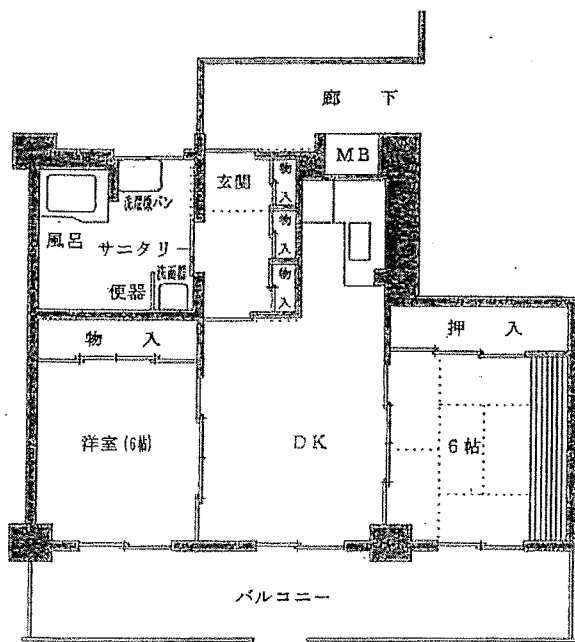 廊 下
MB
玄関
物入
物入
物入
洗濯機パン
風呂
サニタリー
洗面器
便器
物 入
押 入
洋室(6帖)
DK
6帖
バルコニー